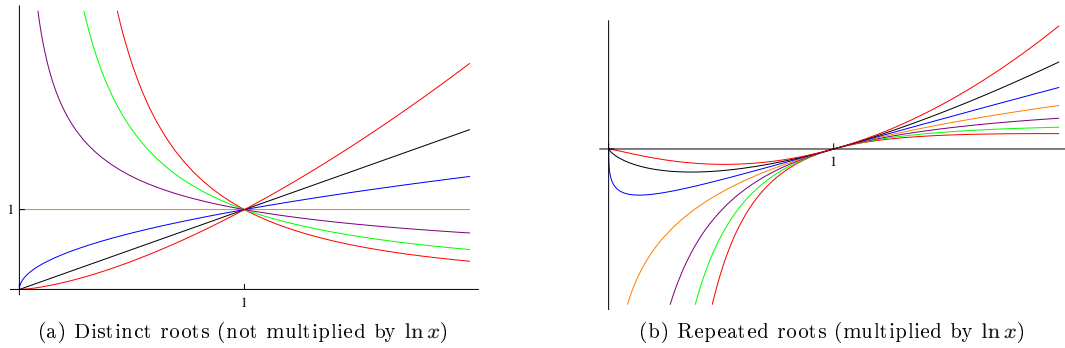 1
1
1
(a) Distinct roots (not multiplied by ln x)
(b) Repeated roots (multiplied by ln x)